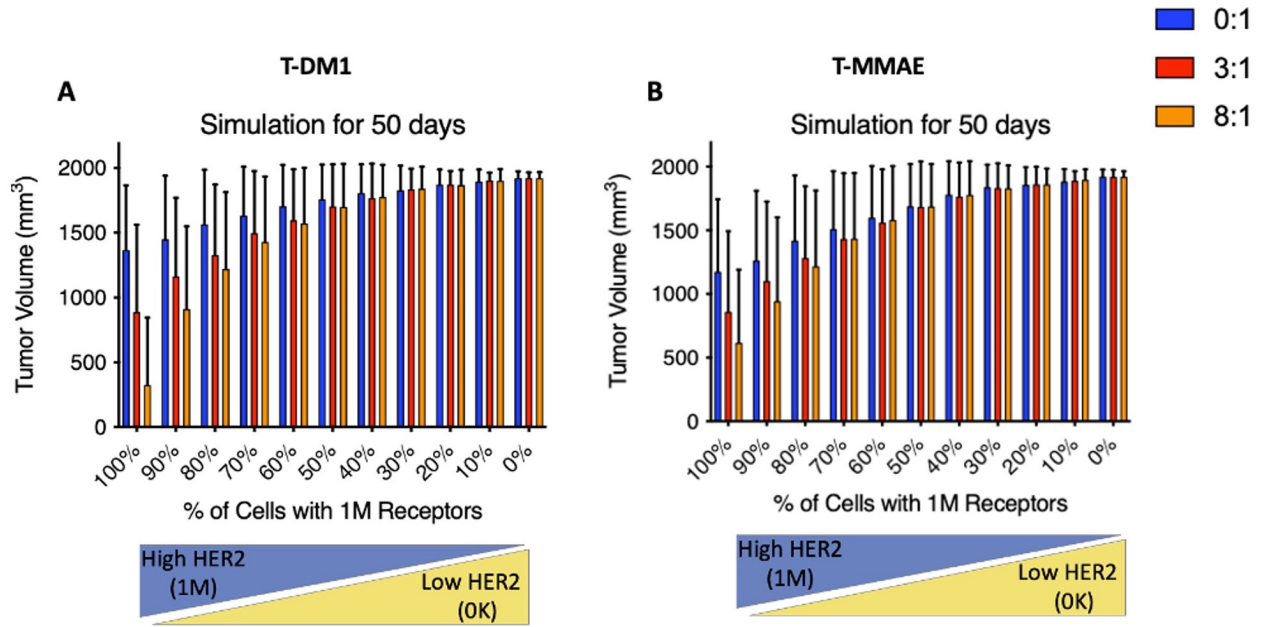 0:1
3:1
8:1
T-DM1
T-MMAE
A
B
Simulation for 50 days
Simulation for 50 days
Tumor Volume (mm³)
2000
1500
1000
500
0
100%
90%
80%
70%
60%
50%
40%
30%
20%
10%
0%
% of Cells with 1M Receptors
High HER2
(1M)
Low HER2
(0K)
Tumor Volume (mm³)
2000
1500
1000
500
0
100%
90%
80%
70%
60%
50%
40%
30%
20%
10%
0%
% of Cells with 1M Receptors
High HER2
(1M)
Low HER2
(0K)